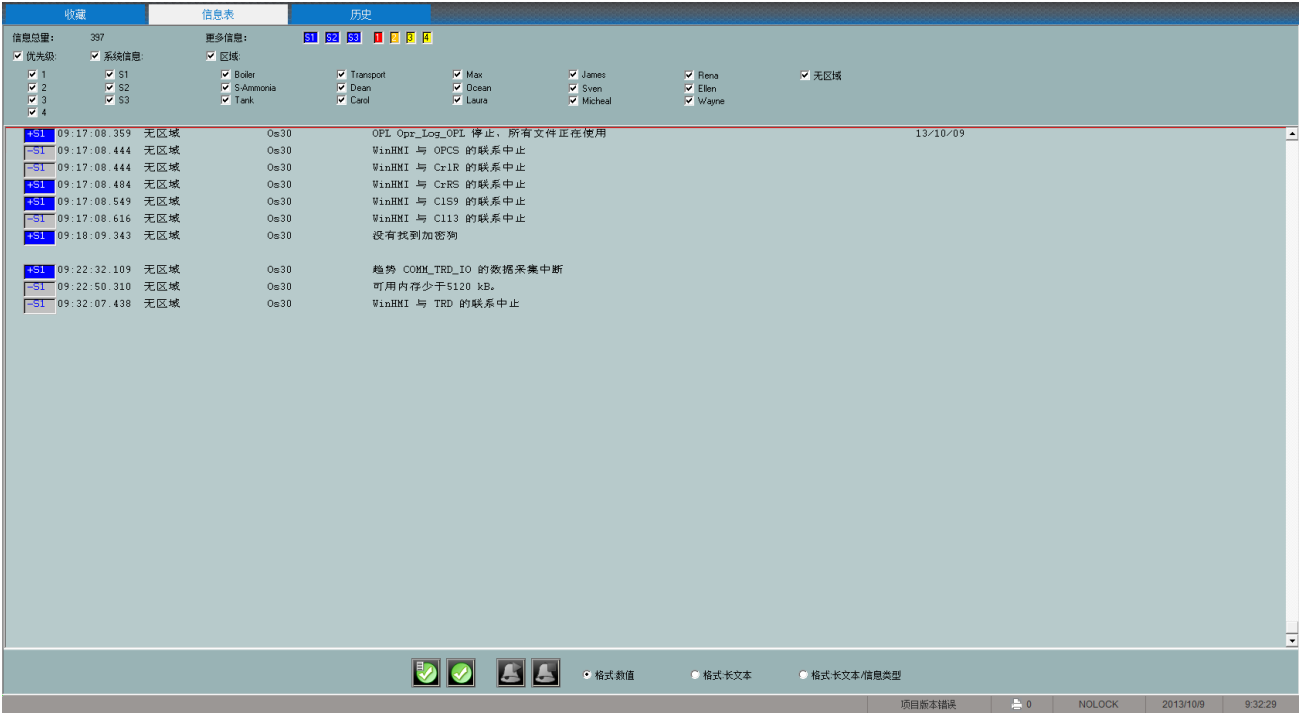 收藏 信息表 历史
信息总量: 397 更多信息: S1 S2 S3 1 2 3 4
优先级: 系统信息: 区域:
1 S1 Boiler Transport Max James Rena 无区域
2 S2 S-Ammonia Dean Ocean Sven Ellen
3 S3 Tank Carol Laura Micheal Wayne
4
+S1 09:17:08.359 无区域 Os30 OPL Opr_Log_OPL 停止, 所有文件正在使用 13/10/09
-S1 09:17:08.444 无区域 Os30 WinHMI 与 OPCS 的联系中止
-S1 09:17:08.444 无区域 Os30 WinHMI 与 CrlR 的联系中止
+S1 09:17:08.484 无区域 Os30 WinHMI 与 CrRS 的联系中止
+S1 09:17:08.549 无区域 Os30 WinHMI 与 ClS9 的联系中止
-S1 09:17:08.616 无区域 Os30 WinHMI 与 Cl13 的联系中止
+S1 09:18:09.343 无区域 Os30 没有找到加密狗
+S1 09:22:32.109 无区域 Os30 趋势 COMM_TRD_IO 的数据采集中断
-S1 09:22:50.310 无区域 Os30 可用内存少于5120 kB。
-S1 09:32:07.438 无区域 Os30 WinHMI 与 TRD 的联系中止
格式:数值 格式:长文本 格式:长文本/信息类型
项目版本错误 0 NOLOCK 2013/10/9 9:32:29